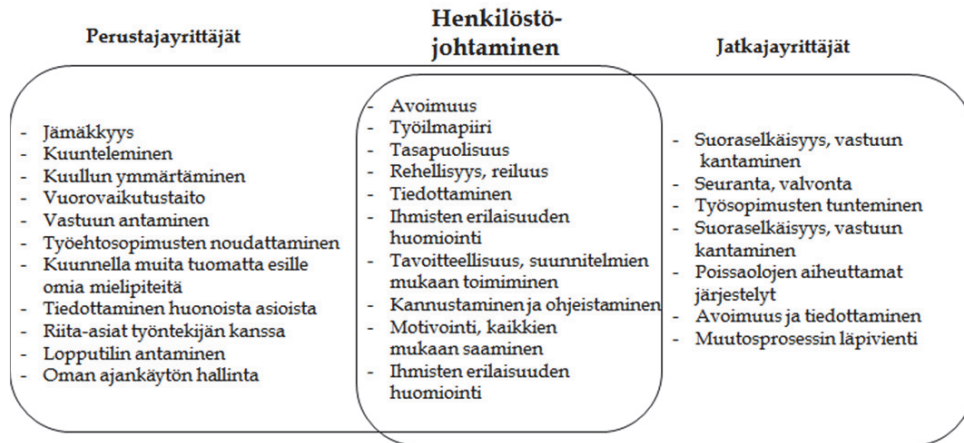 Perustajayrittäjät
Henkilöstö-
johtaminen
Jatkajayrittäjät
- Jämäkkyys
- Kuunteleminen
- Kuullun ymmärtäminen
- Vuorovaikutustaito
- Vastuun antaminen
- Työehtosopimusten noudattaminen
- Kuunnella muita tuomatta esille
omia mielipiteitä
- Tiedottaminen huonoista asioista
- Riita-asiat työntekijän kanssa
- Lopputilin antaminen
- Oman ajankäytön hallinta
- Avoimuus
- Työilmapiiri
- Tasapuolisuus
- Rehellisyys, reiluus
- Tiedottaminen
- Ihmisten erilaisuuden
huomiointi
- Tavoitteellisuus, suunnitelmien
mukaan toimiminen
- Kannustaminen ja ohjeistaminen
- Motivointi, kaikkien
mukaan saaminen
- Ihmisten erilaisuuden
huomiointi
- Suoraselkäisyys, vastuun
kantaminen
- Seuranta, valvonta
- Työsopimusten tunteminen
- Suoraselkäisyys, vastuun
kantaminen
- Poissaolojen aiheuttamat
järjestelyt
- Avoimuus ja tiedottaminen
- Muutosprosessin läpivienti